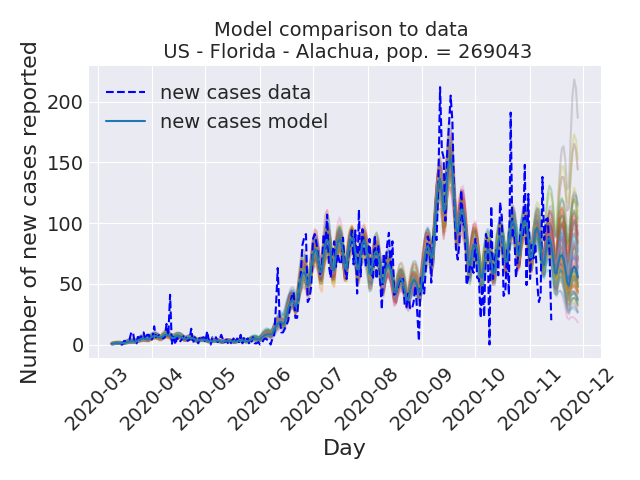 Model comparison to data
US - Florida - Alachua, pop. = 269043
Number of new cases reported
200
150
100
50
0
new cases data
new cases model
2020-03
2020-04
2020-05
2020-06
2020-07
2020-08
2020-09
2020-10
2020-11
2020-12
Day